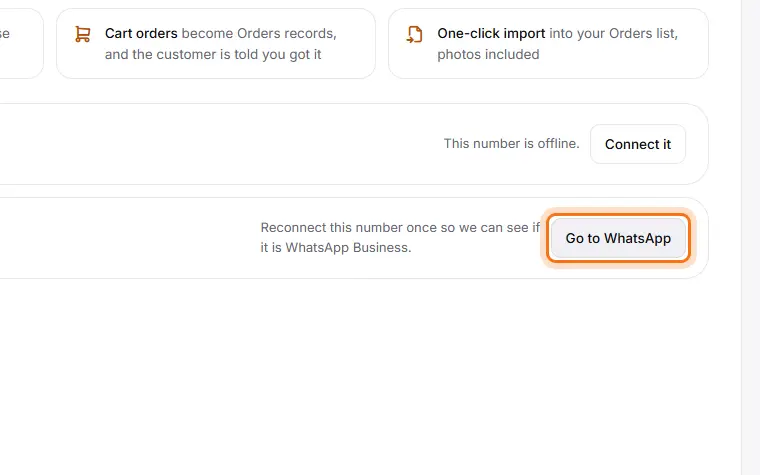 se
Cart orders become Orders records,
and the customer is told you got it
One-click import into your Orders list,
photos included
This number is offline.
Connect it
Reconnect this number once so we can see if
it is WhatsApp Business.
Go to WhatsApp